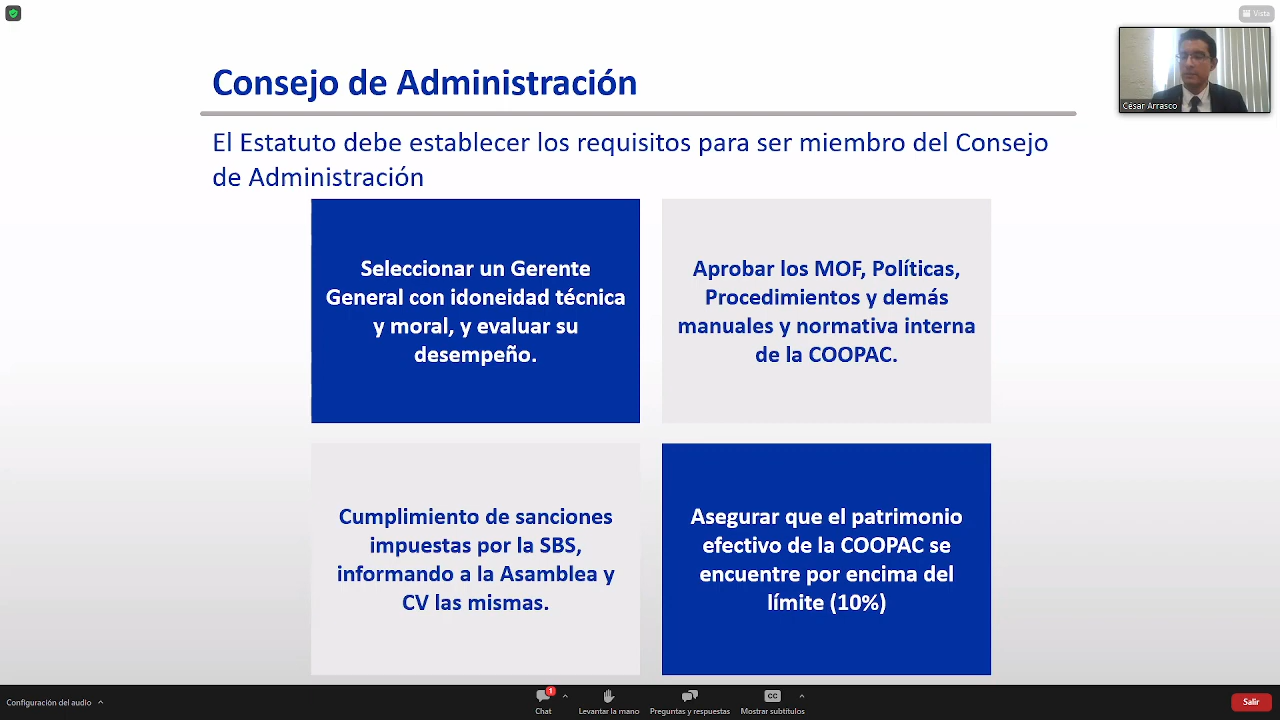 Vista
César Arrasco
Consejo de Administración
El Estatuto debe establecer los requisitos para ser miembro del Consejo
de Administración
Seleccionar un Gerente
General con idoneidad técnica
y moral, y evaluar su
desempeño.
Aprobar los MOF, Políticas,
Procedimientos y demás
manuales y normativa interna
de la COOPAC.
Cumplimiento de sanciones
impuestas por la SBS,
informando a la Asamblea y
CV las mismas.
Asegurar que el patrimonio
efectivo de la COOPAC se
encuentre por encima del
límite (10%)
Configuración del audio
1
Chat
Levantar la mano
Preguntas y respuestas
CC
Mostrar subtítulos
Salir